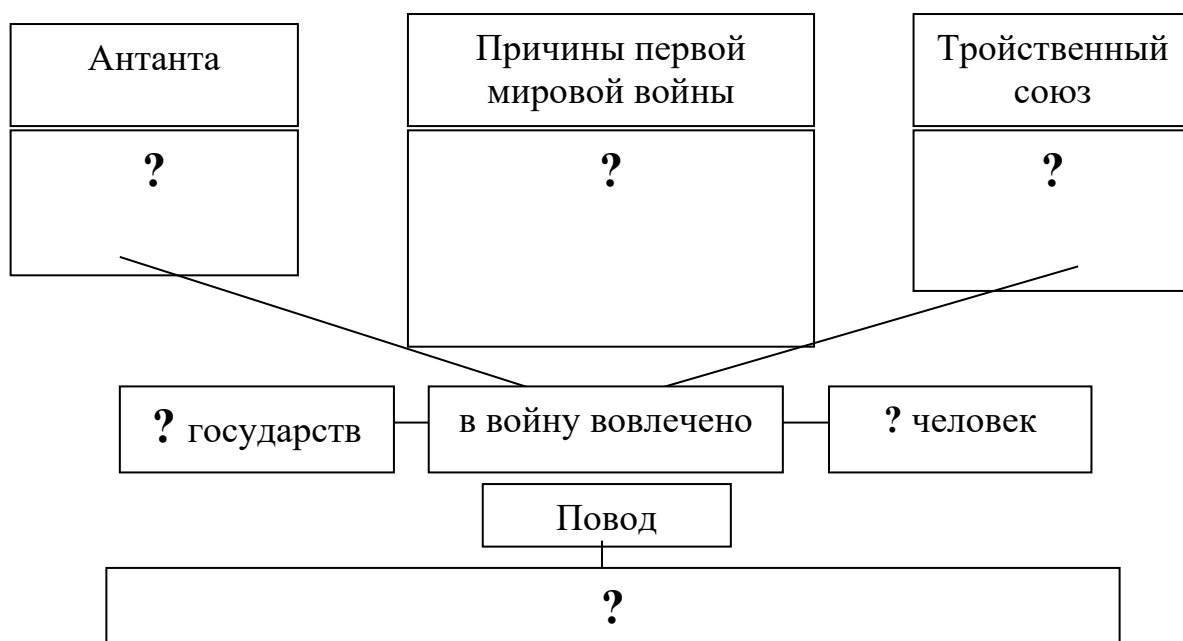 Антанта
Причины первой
мировой войны
Тройственный
союз
?
?
?
? государств
в войну вовлечено
? человек
Повод
?